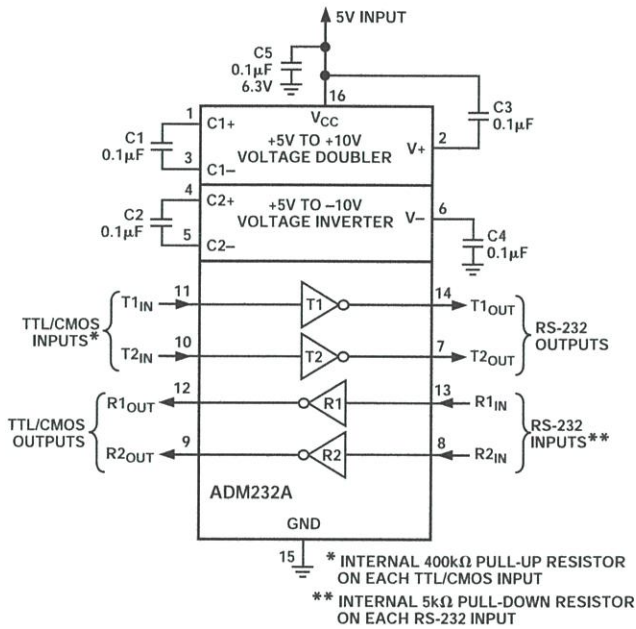 5V INPUT
C5
0.1µF
6.3V
16
C3
0.1µF
1
C1+
VCC
+5V TO +10V
VOLTAGE DOUBLER
V+
2
C1
0.1µF
3
C1–
4
C2+
+5V TO –10V
VOLTAGE INVERTER
V–
6
C2
0.1µF
5
C2–
C4
0.1µF
TTL/CMOS
INPUTS*
T1IN
11
T1
14
T1OUT
RS-232
OUTPUTS
T2IN
10
T2
7
T2OUT
TTL/CMOS
OUTPUTS
R1OUT
12
R1
13
R1IN
RS-232
INPUTS**
R2OUT
9
R2
8
R2IN
ADM232A
GND
15
* INTERNAL 400kΩ PULL-UP RESISTOR
ON EACH TTL/CMOS INPUT
** INTERNAL 5kΩ PULL-DOWN RESISTOR
ON EACH RS-232 INPUT